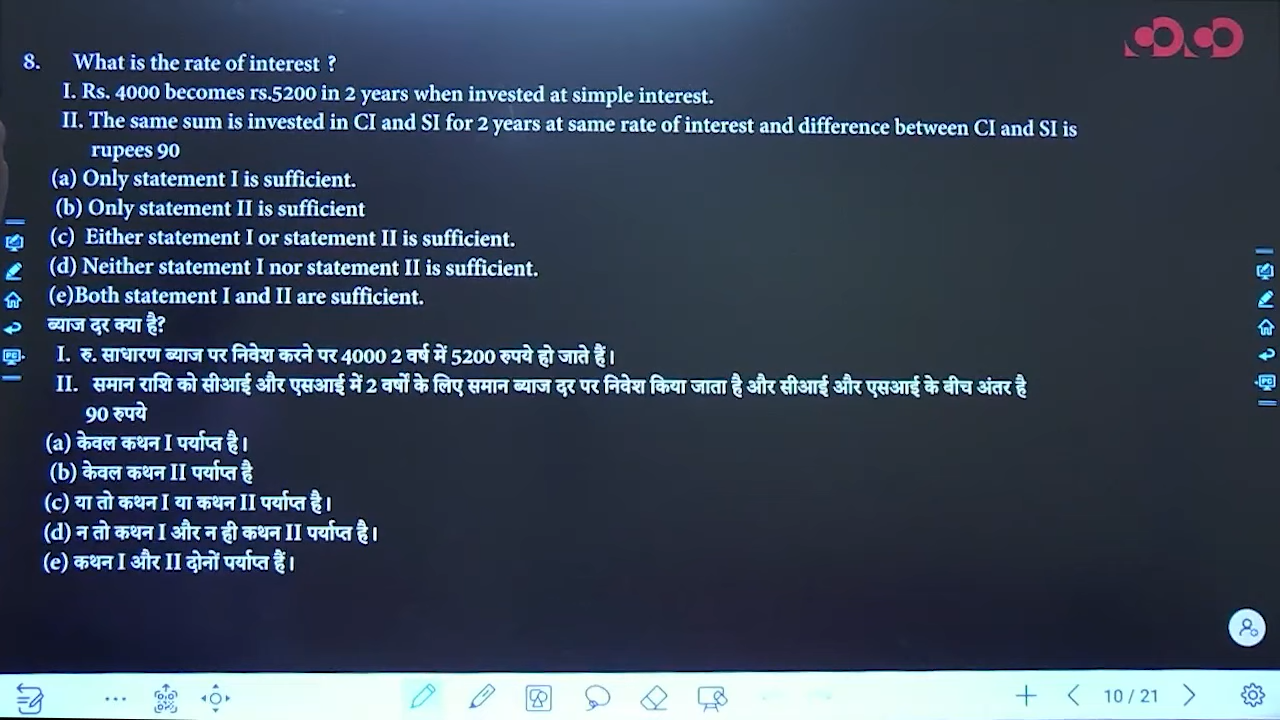 8. What is the rate of interest ?
I. Rs. 4000 becomes rs.5200 in 2 years when invested at simple interest.
II. The same sum is invested in CI and SI for 2 years at same rate of interest and difference between CI and SI is
rupees 90
(a) Only statement I is sufficient.
(b) Only statement II is sufficient
(c) Either statement I or statement II is sufficient.
(d) Neither statement I nor statement II is sufficient.
(e)Both statement I and II are sufficient.
ब्याज दर क्या है?
I. रु. साधारण ब्याज पर निवेश करने पर 4000 2 वर्ष में 5200 रुपये हो जाते हैं।
II. समान राशि को सीआई और एसआई में 2 वर्षों के लिए समान ब्याज दर पर निवेश किया जाता है और सीआई और एसआई के बीच अंतर है
90 रुपये
(a) केवल कथन I पर्याप्त है।
(b) केवल कथन II पर्याप्त है
(c) या तो कथन I या कथन II पर्याप्त है।
(d) न तो कथन I और न ही कथन II पर्याप्त है।
(e) कथन I और II दोनों पर्याप्त हैं।
10 / 21